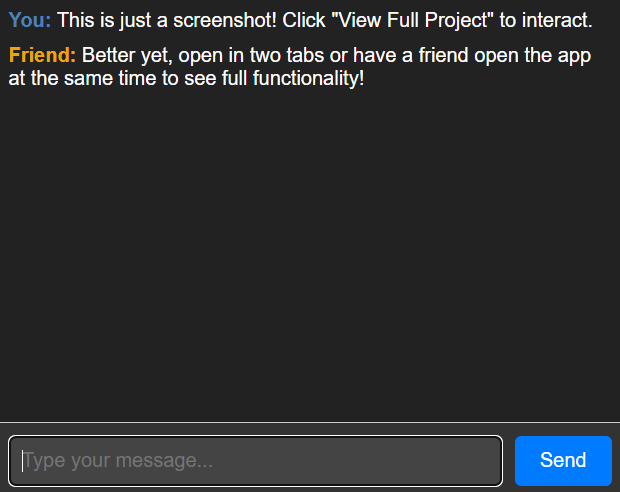 You: This is just a screenshot! Click "View Full Project" to interact.
Friend: Better yet, open in two tabs or have a friend open the app
at the same time to see full functionality!
Type your message...
Send